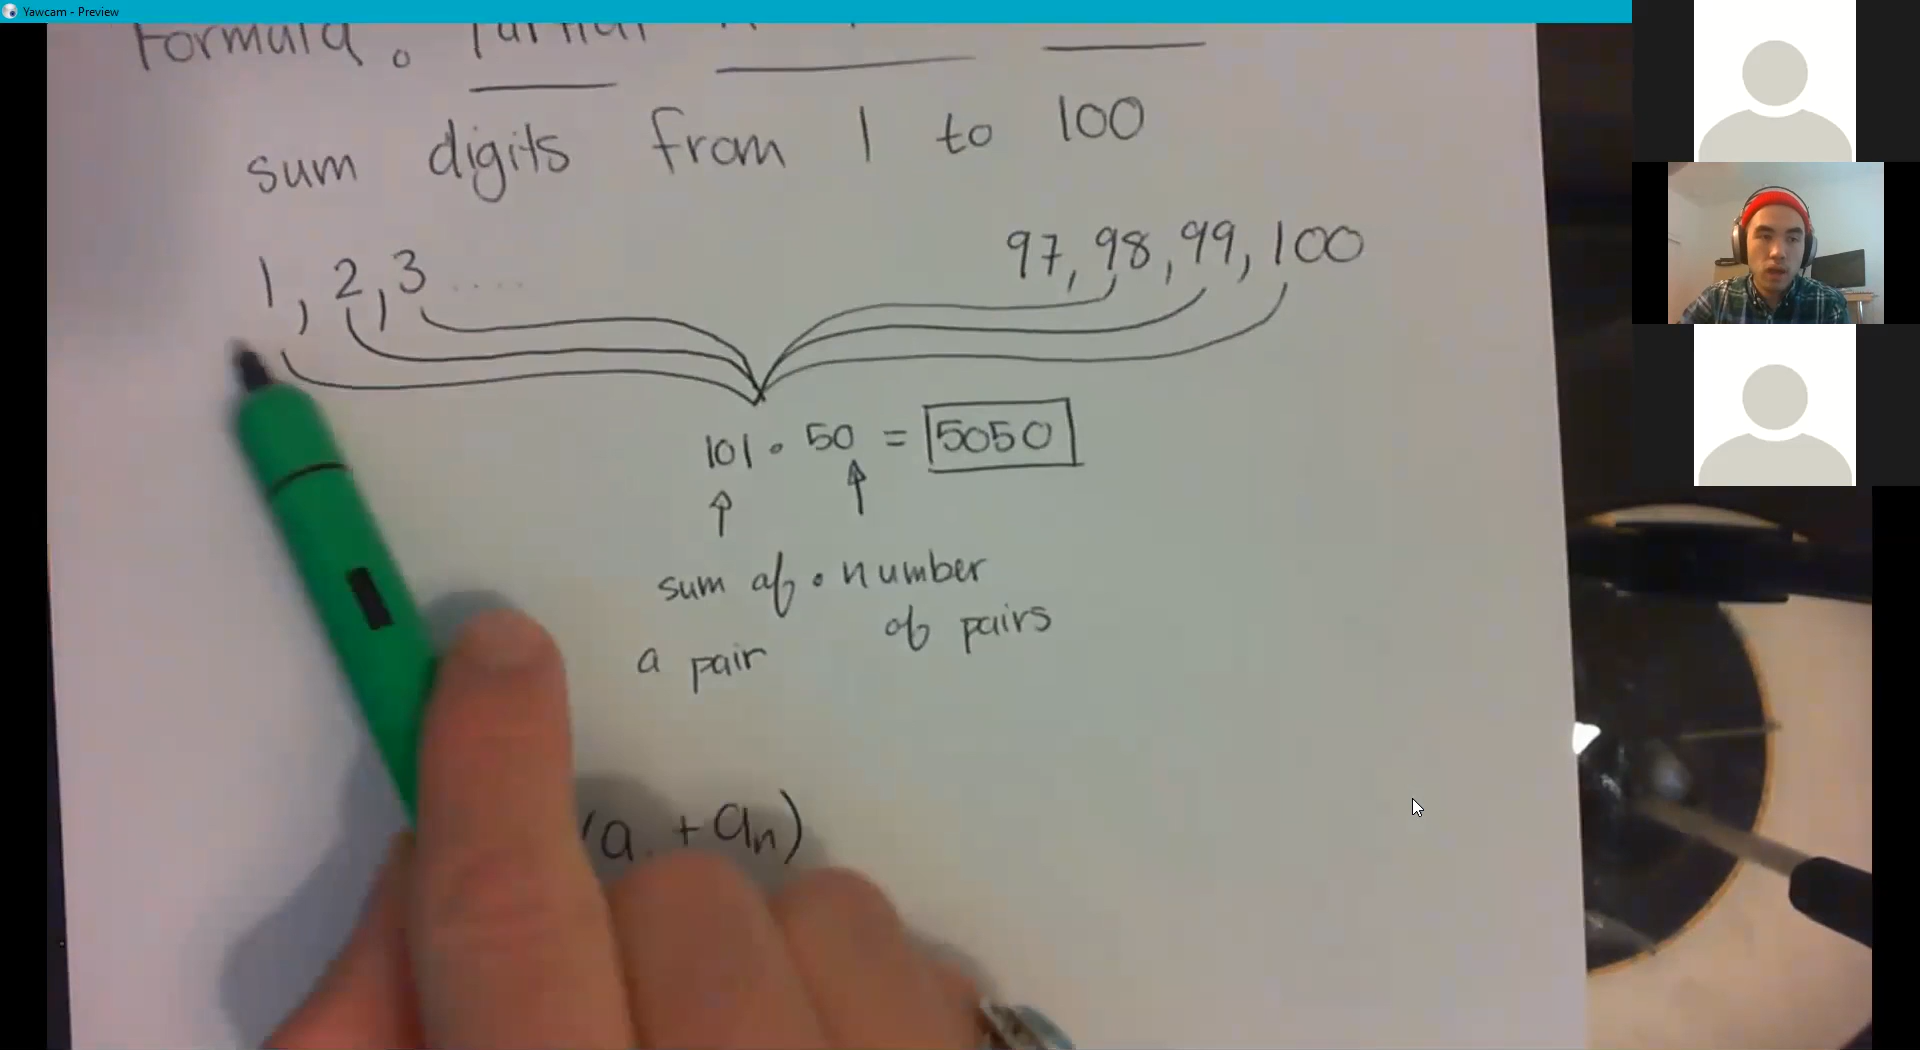 Yawcam - Preview
Formula.
sum digits from 1 to 100
1, 2, 3 .... 97, 98, 99, 100
101 · 50 = 5050
sum of · number
of pairs
a pair
(a + an)